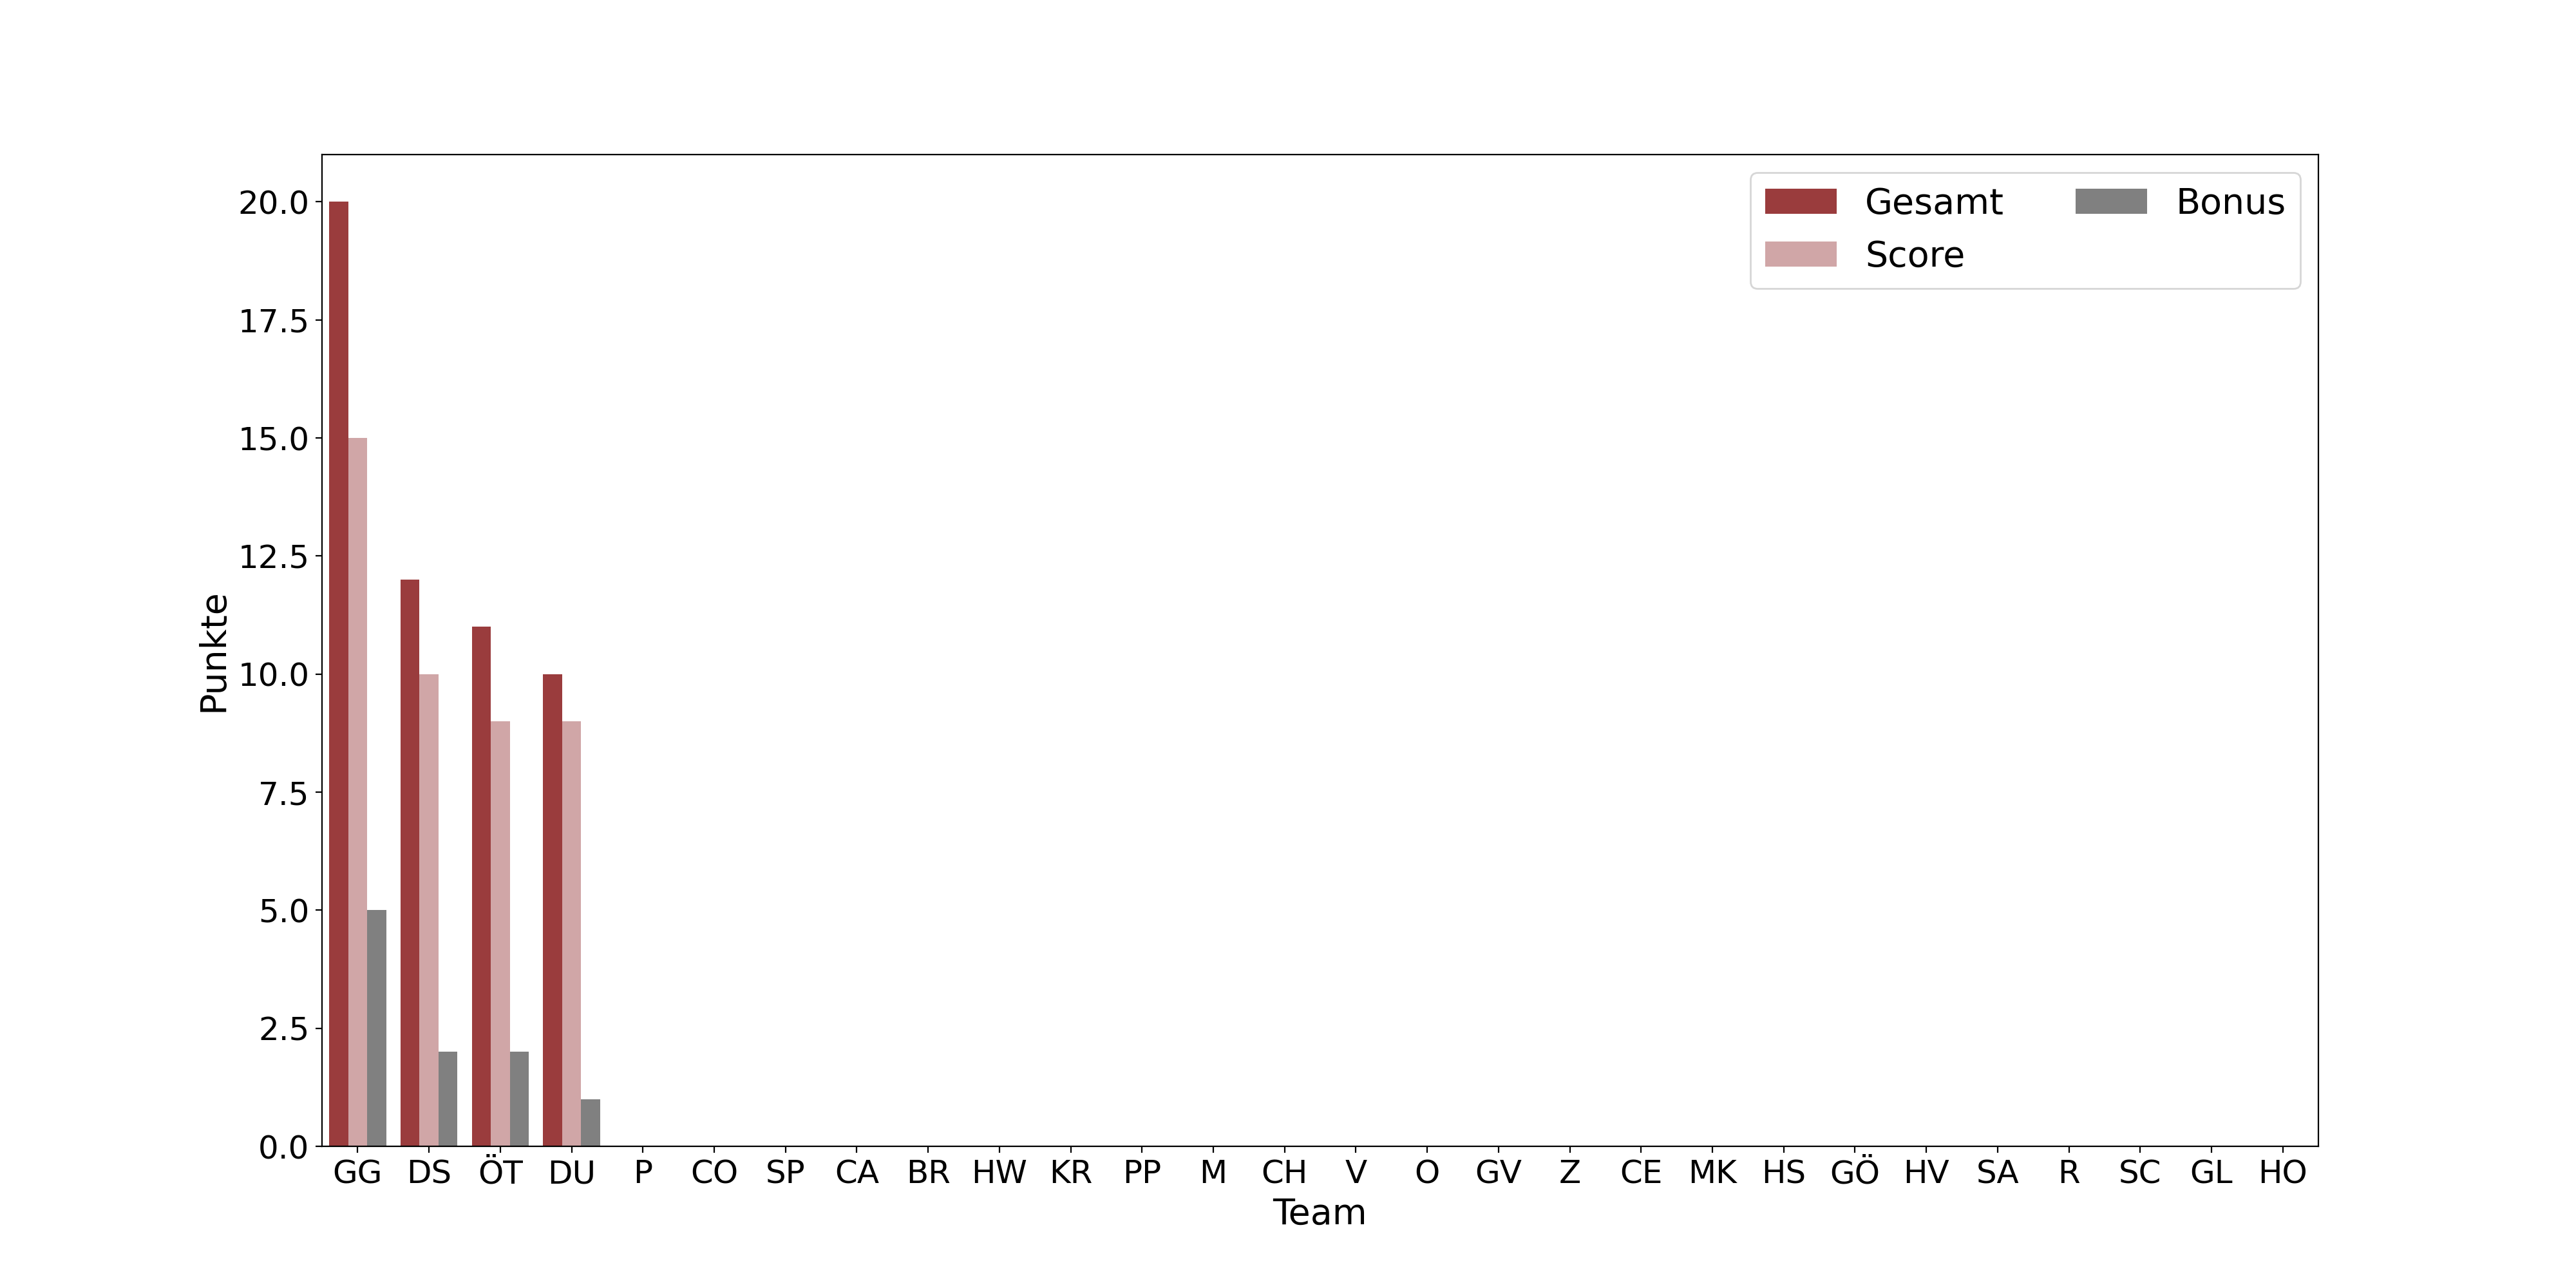 Gesamt
Score
Bonus
Punkte
20.0
17.5
15.0
12.5
10.0
7.5
5.0
2.5
0.0
GG DS ÖT DU P CO SP CA BR HW KR PP M CH V O GV Z CE MK HS GÖ HV SA R SC GL HO
Team